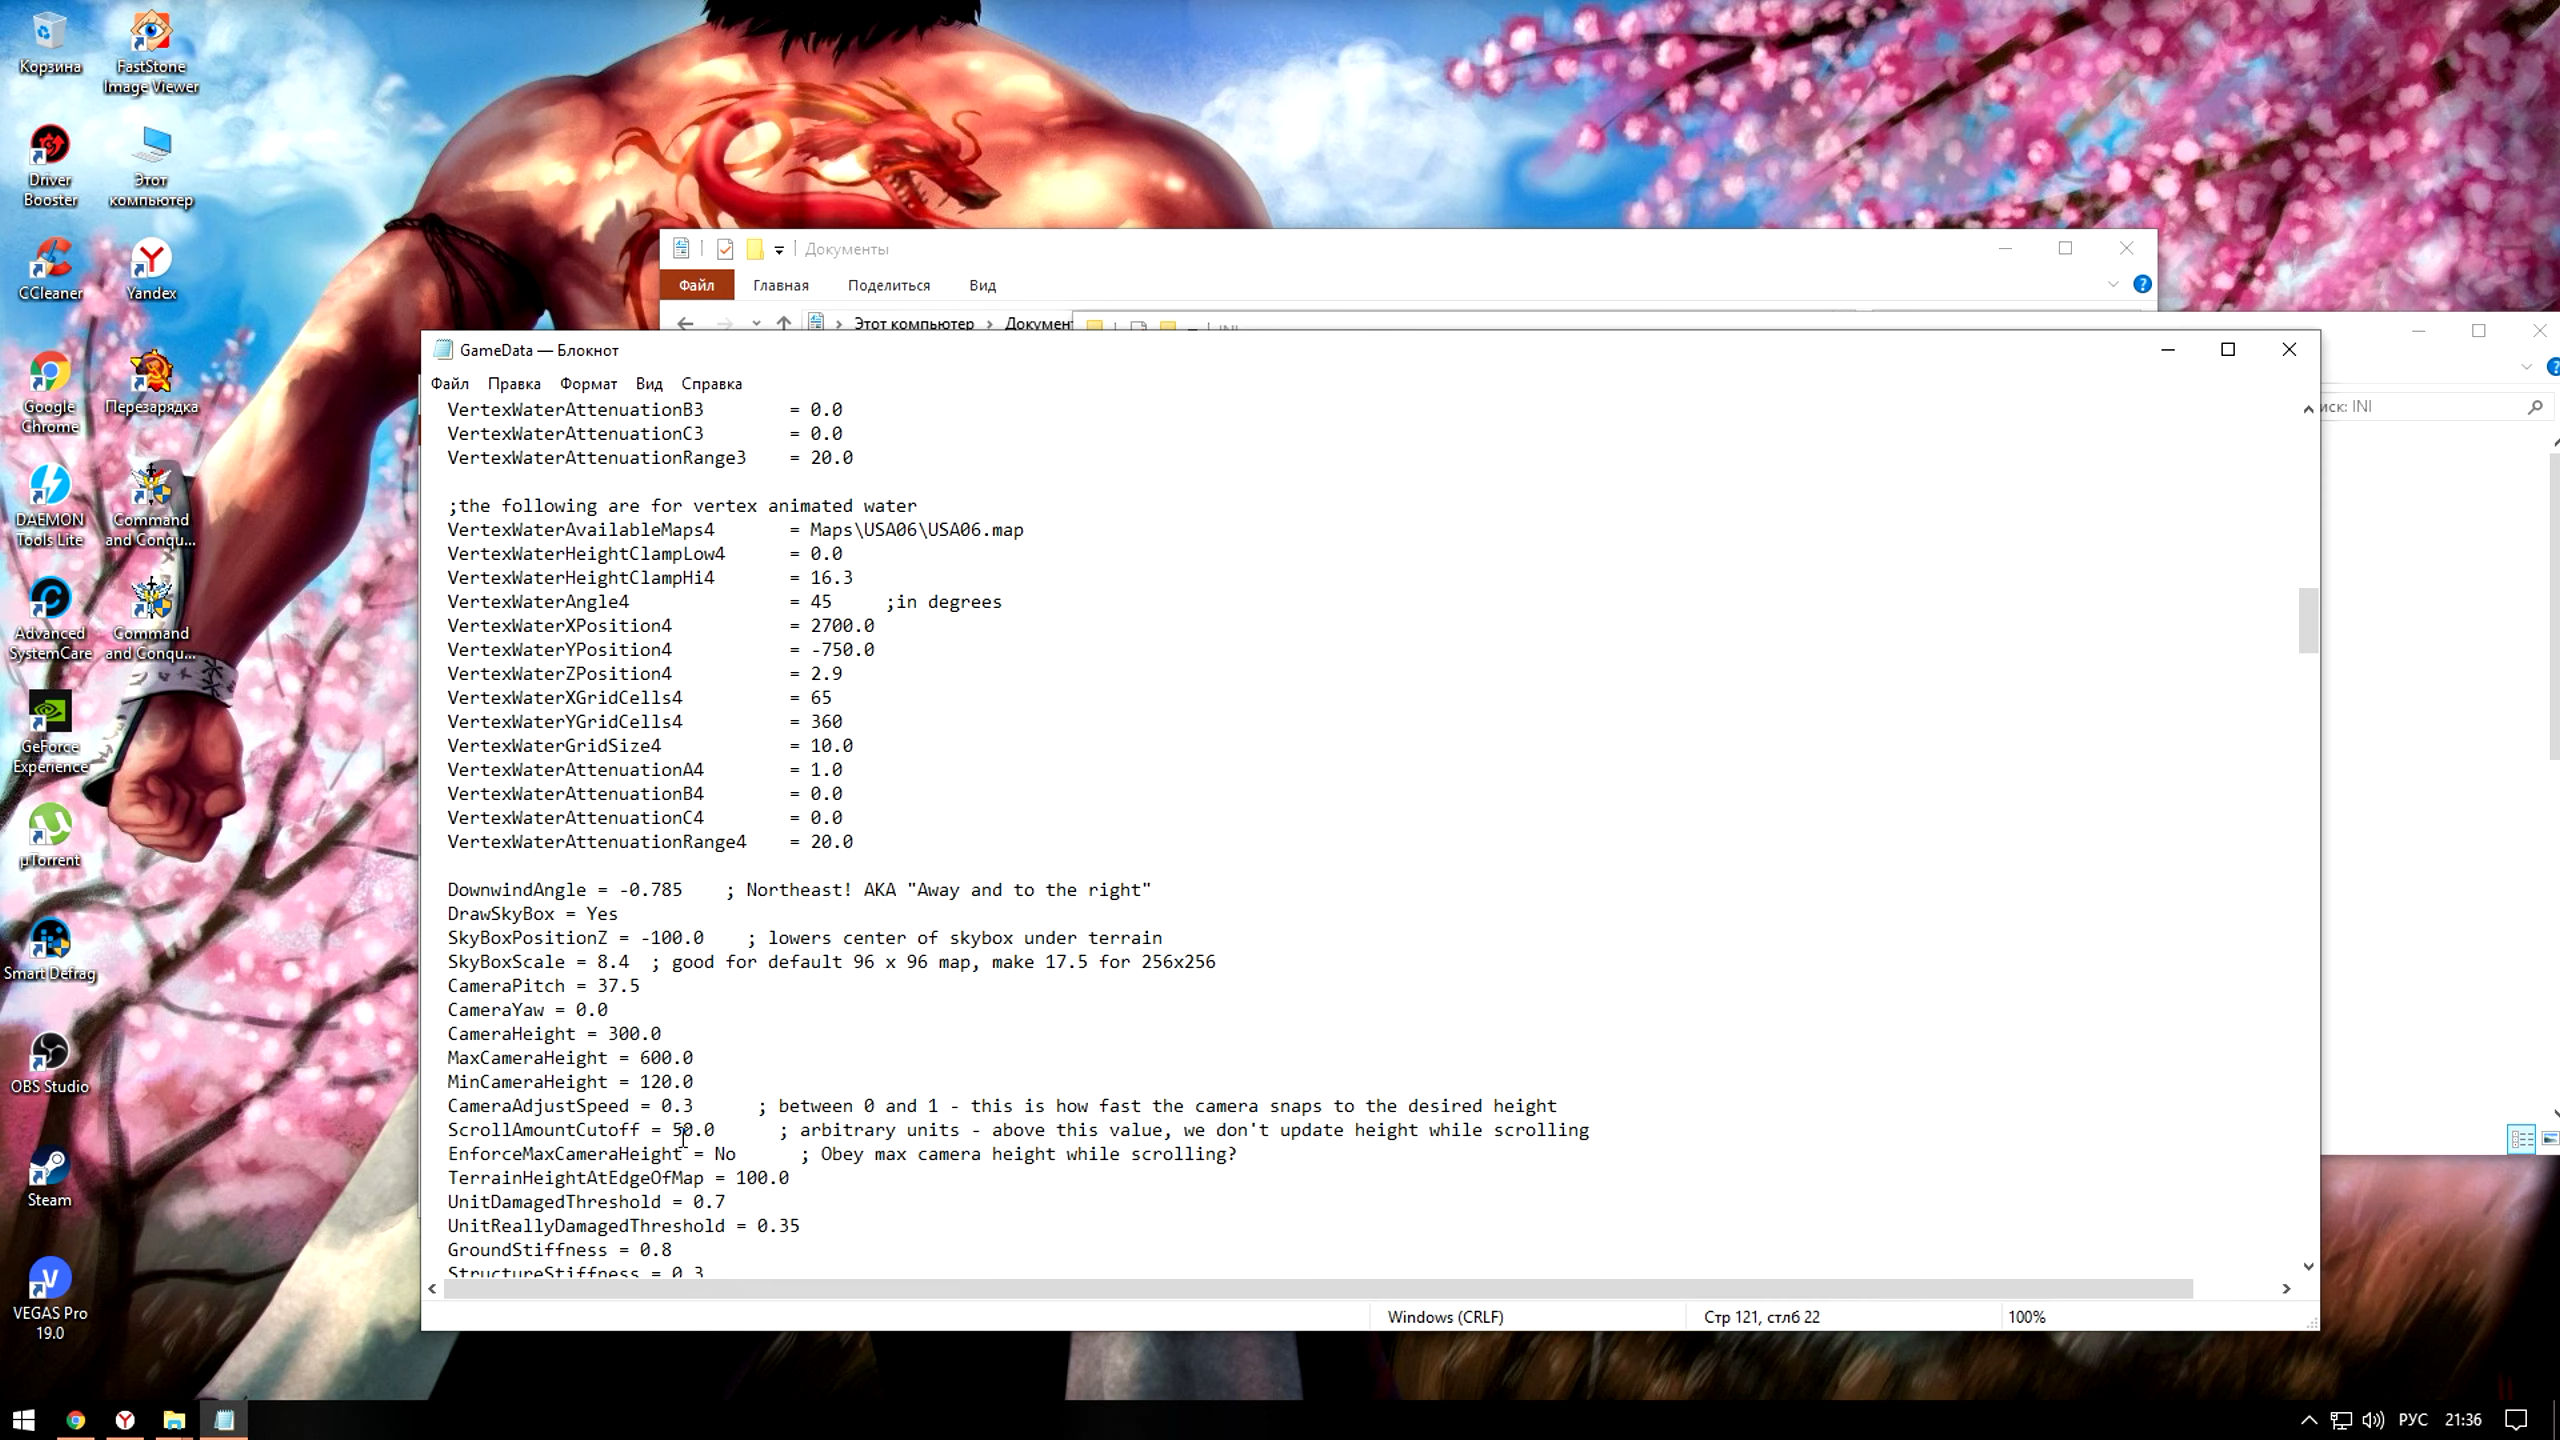 Корзина
FastStone Image Viewer
Driver Booster
Этот компьютер
CCleaner
Yandex
Google Chrome
Перезарядка
DAEMON Tools Lite
Command and Conqu...
Advanced SystemCare
Command and Conqu...
GeForce Experience
µTorrent
Smart Defrag
OBS Studio
Steam
VEGAS Pro 19.0
Документы
Файл Главная Поделиться Вид
Этот компьютер › Документ
INI
GameData — Блокнот
Файл Правка Формат Вид Справка
иск: INI
VertexWaterAttenuationB3 = 0.0
VertexWaterAttenuationC3 = 0.0
VertexWaterAttenuationRange3 = 20.0
;the following are for vertex animated water
VertexWaterAvailableMaps4 = Maps\USA06\USA06.map
VertexWaterHeightClampLow4 = 0.0
VertexWaterHeightClampHi4 = 16.3
VertexWaterAngle4 = 45 ;in degrees
VertexWaterXPosition4 = 2700.0
VertexWaterYPosition4 = -750.0
VertexWaterZPosition4 = 2.9
VertexWaterXGridCells4 = 65
VertexWaterYGridCells4 = 360
VertexWaterGridSize4 = 10.0
VertexWaterAttenuationA4 = 1.0
VertexWaterAttenuationB4 = 0.0
VertexWaterAttenuationC4 = 0.0
VertexWaterAttenuationRange4 = 20.0
DownwindAngle = -0.785 ; Northeast! AKA "Away and to the right"
DrawSkyBox = Yes
SkyBoxPositionZ = -100.0 ; lowers center of skybox under terrain
SkyBoxScale = 8.4 ; good for default 96 x 96 map, make 17.5 for 256x256
CameraPitch = 37.5
CameraYaw = 0.0
CameraHeight = 300.0
MaxCameraHeight = 600.0
MinCameraHeight = 120.0
CameraAdjustSpeed = 0.3 ; between 0 and 1 - this is how fast the camera snaps to the desired height
ScrollAmountCutoff = 50.0 ; arbitrary units - above this value, we don't update height while scrolling
EnforceMaxCameraHeight = No ; Obey max camera height while scrolling?
TerrainHeightAtEdgeOfMap = 100.0
UnitDamagedThreshold = 0.7
UnitReallyDamagedThreshold = 0.35
GroundStiffness = 0.8
StructureStiffness = 0.3
Windows (CRLF) Стр 121, стлб 22 100%
РУС 21:36